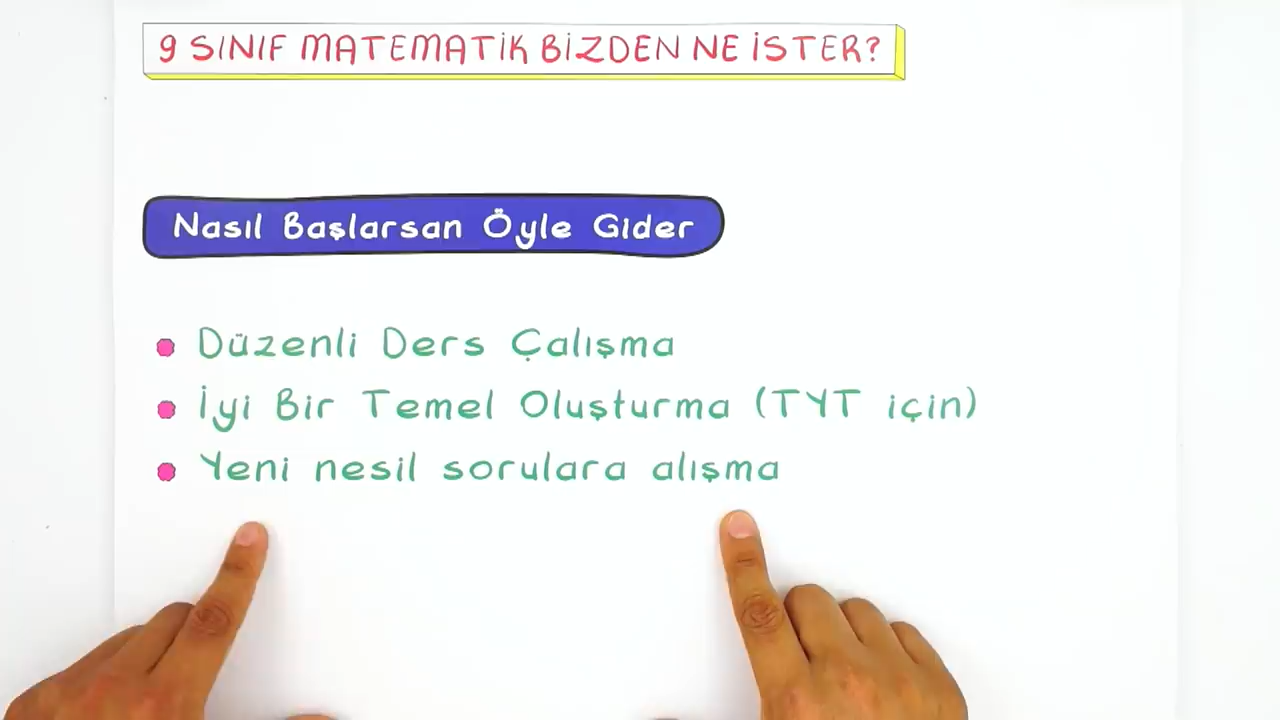 9 SINIF MATEMATİK BİZDEN NE İSTER?
Nasıl Başlarsan Öyle Gider
Düzenli Ders Çalışma
İyi Bir Temel Oluşturma (TYT için)
Yeni nesil sorulara alışma